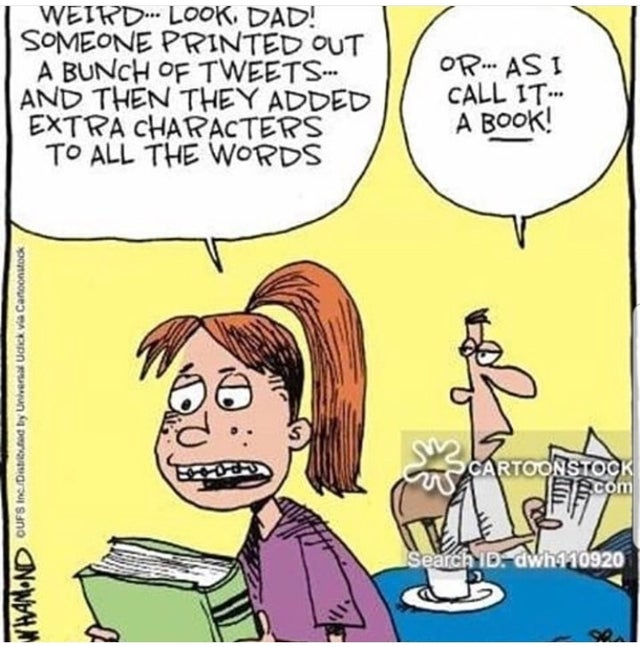 WEIRD... LOOK, DAD!
SOMEONE PRINTED OUT
A BUNCH OF TWEETS...
AND THEN THEY ADDED
EXTRA CHARACTERS
TO ALL THE WORDS
OR... AS I
CALL IT...
A BOOK!
©UFS Inc./Distributed by Universal Uclick via Cartoonstock
WHAMOND
CARTOONSTOCK
.com
Search ID: dwh110920